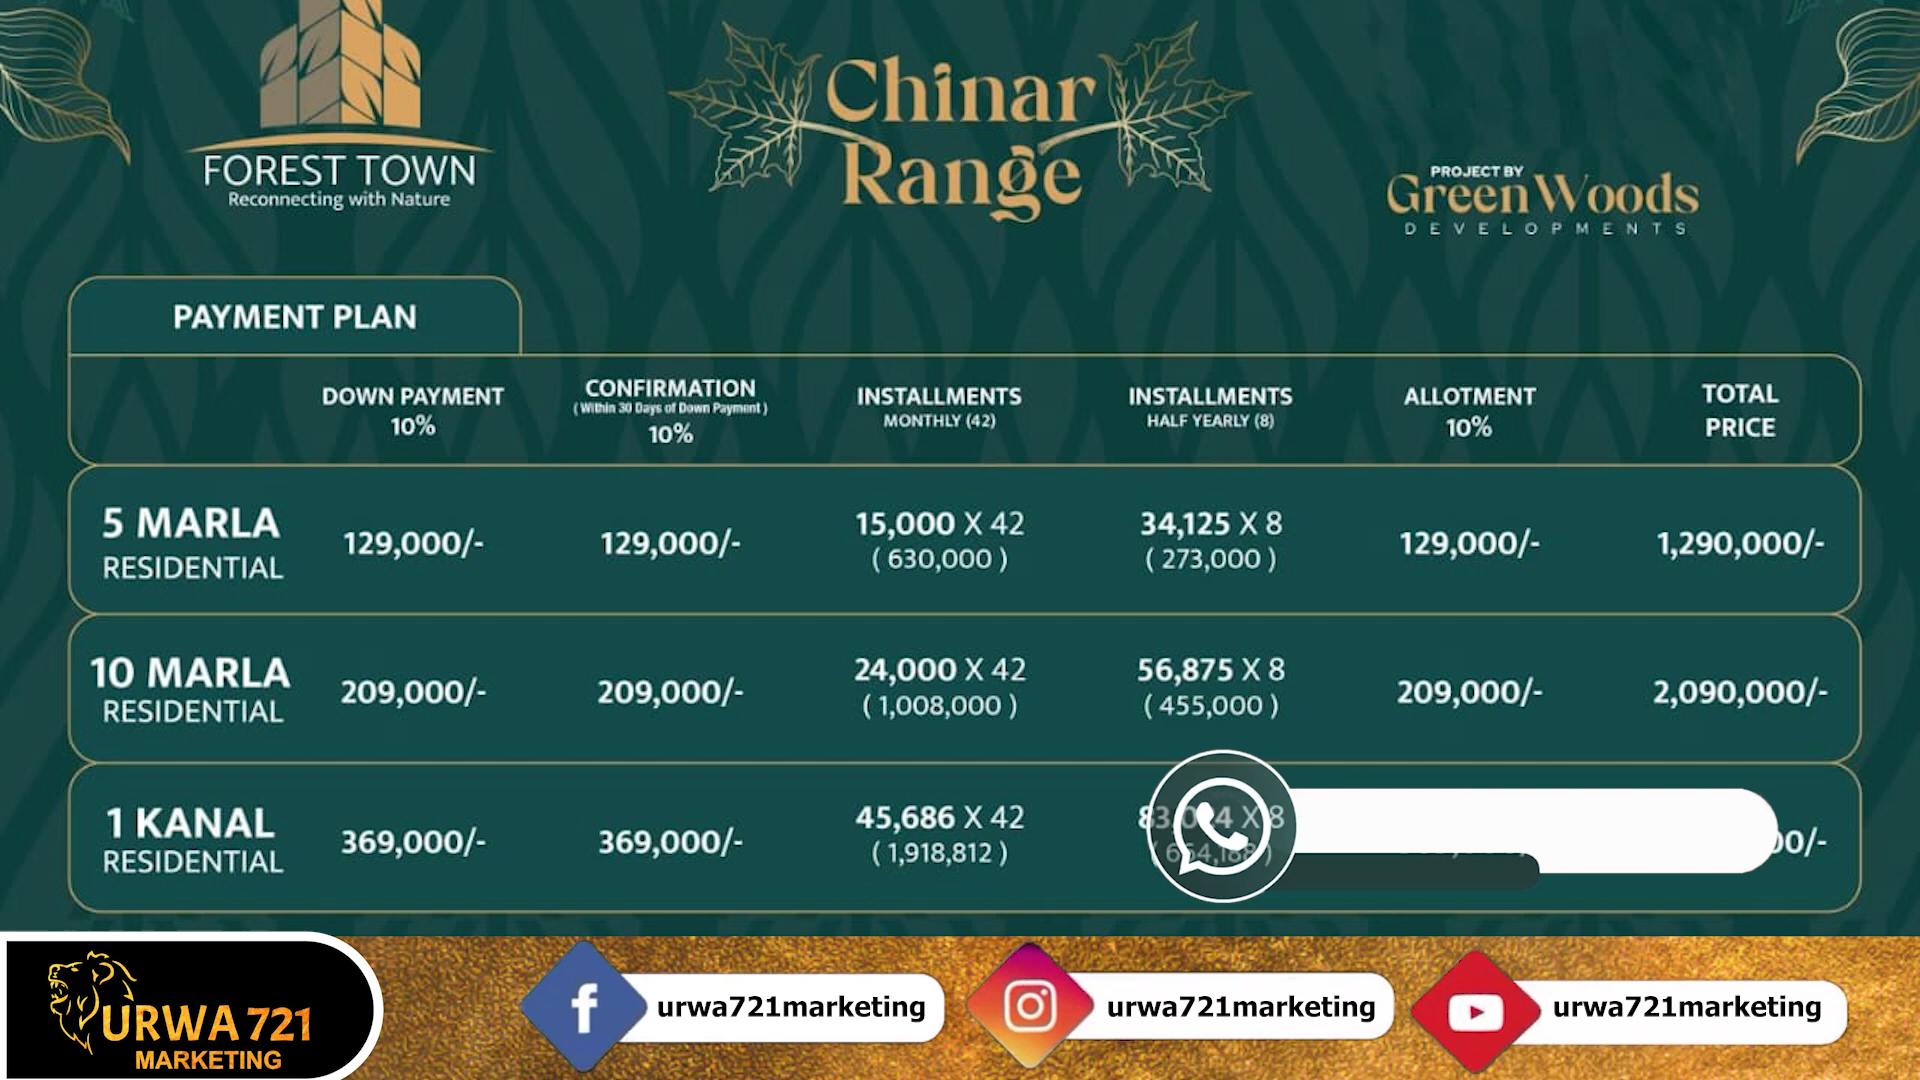 FOREST TOWN
Reconnecting with Nature
Chinar
Range
PROJECT BY
Green Woods
DEVELOPMENTS
PAYMENT PLAN
DOWN PAYMENT
10%
CONFIRMATION
( Within 30 Days of Down Payment )
10%
INSTALLMENTS
MONTHLY (42)
INSTALLMENTS
HALF YEARLY (8)
ALLOTMENT
10%
TOTAL
PRICE
5 MARLA
RESIDENTIAL
129,000/-
129,000/-
15,000 X 42
( 630,000 )
34,125 X 8
( 273,000 )
129,000/-
1,290,000/-
10 MARLA
RESIDENTIAL
209,000/-
209,000/-
24,000 X 42
( 1,008,000 )
56,875 X 8
( 455,000 )
209,000/-
2,090,000/-
1 KANAL
RESIDENTIAL
369,000/-
369,000/-
45,686 X 42
( 1,918,812 )
X 8
URWA 721
MARKETING
urwa721marketing
urwa721marketing
urwa721marketing